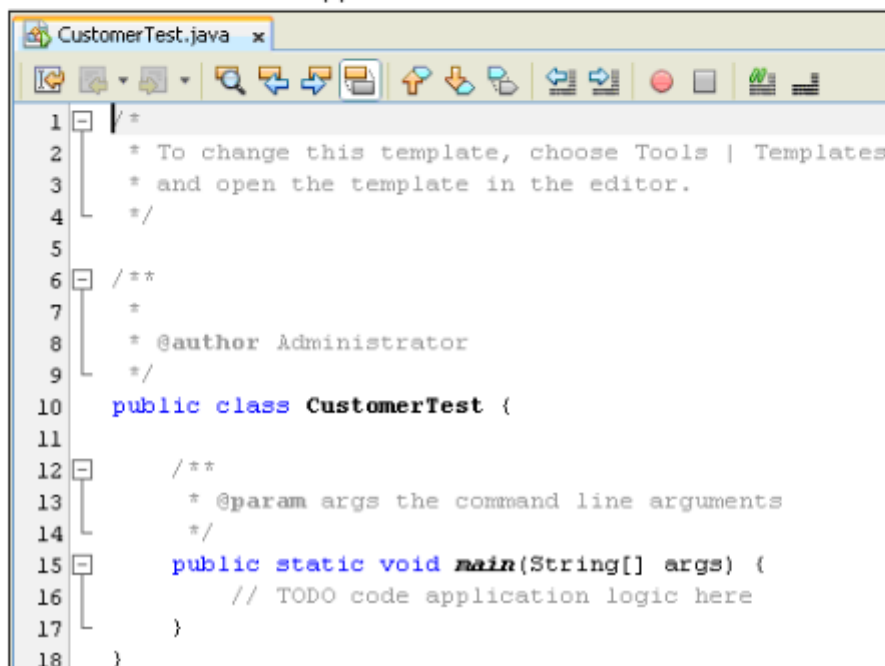 CustomerTest.java x
1 /*
2 * To change this template, choose Tools | Templates
3 * and open the template in the editor.
4 */
5
6 /**
7 *
8 * @author Administrator
9 */
10 public class CustomerTest {
11
12 /**
13 * @param args the command line arguments
14 */
15 public static void main(String[] args) {
16 // TODO code application logic here
17 }
18 }